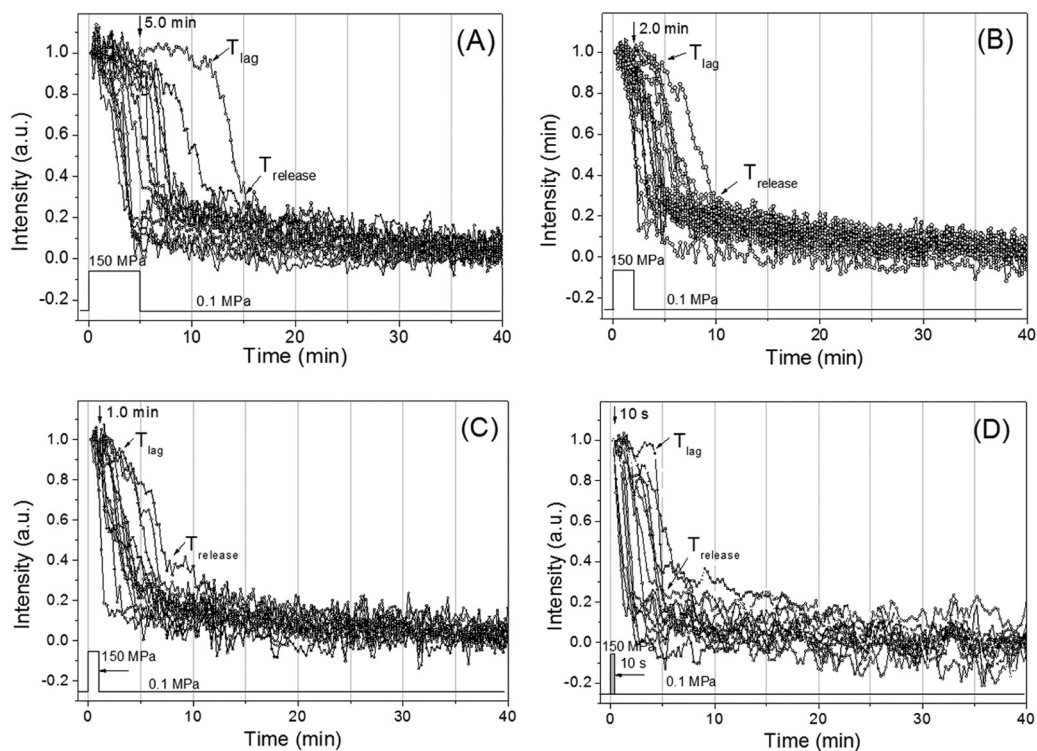 (A)
5.0 min
T lag
T release
Intensity (a.u.)
1.0
0.8
0.6
0.4
0.2
0.0
-0.2
150 MPa
0.1 MPa
0 10 20 30 40
Time (min)
(B)
2.0 min
T lag
T release
Intensity (min)
1.0
0.8
0.6
0.4
0.2
0.0
-0.2
150 MPa
0.1 MPa
0 10 20 30 40
Time (min)
(C)
1.0 min
T lag
T release
Intensity (a.u.)
1.0
0.8
0.6
0.4
0.2
0.0
-0.2
150 MPa
0.1 MPa
0 10 20 30 40
Time (min)
(D)
10 s
T lag
T release
Intensity (a.u.)
1.0
0.8
0.6
0.4
0.2
0.0
-0.2
150 MPa
10 s
0.1 MPa
0 10 20 30 40
Time (min)